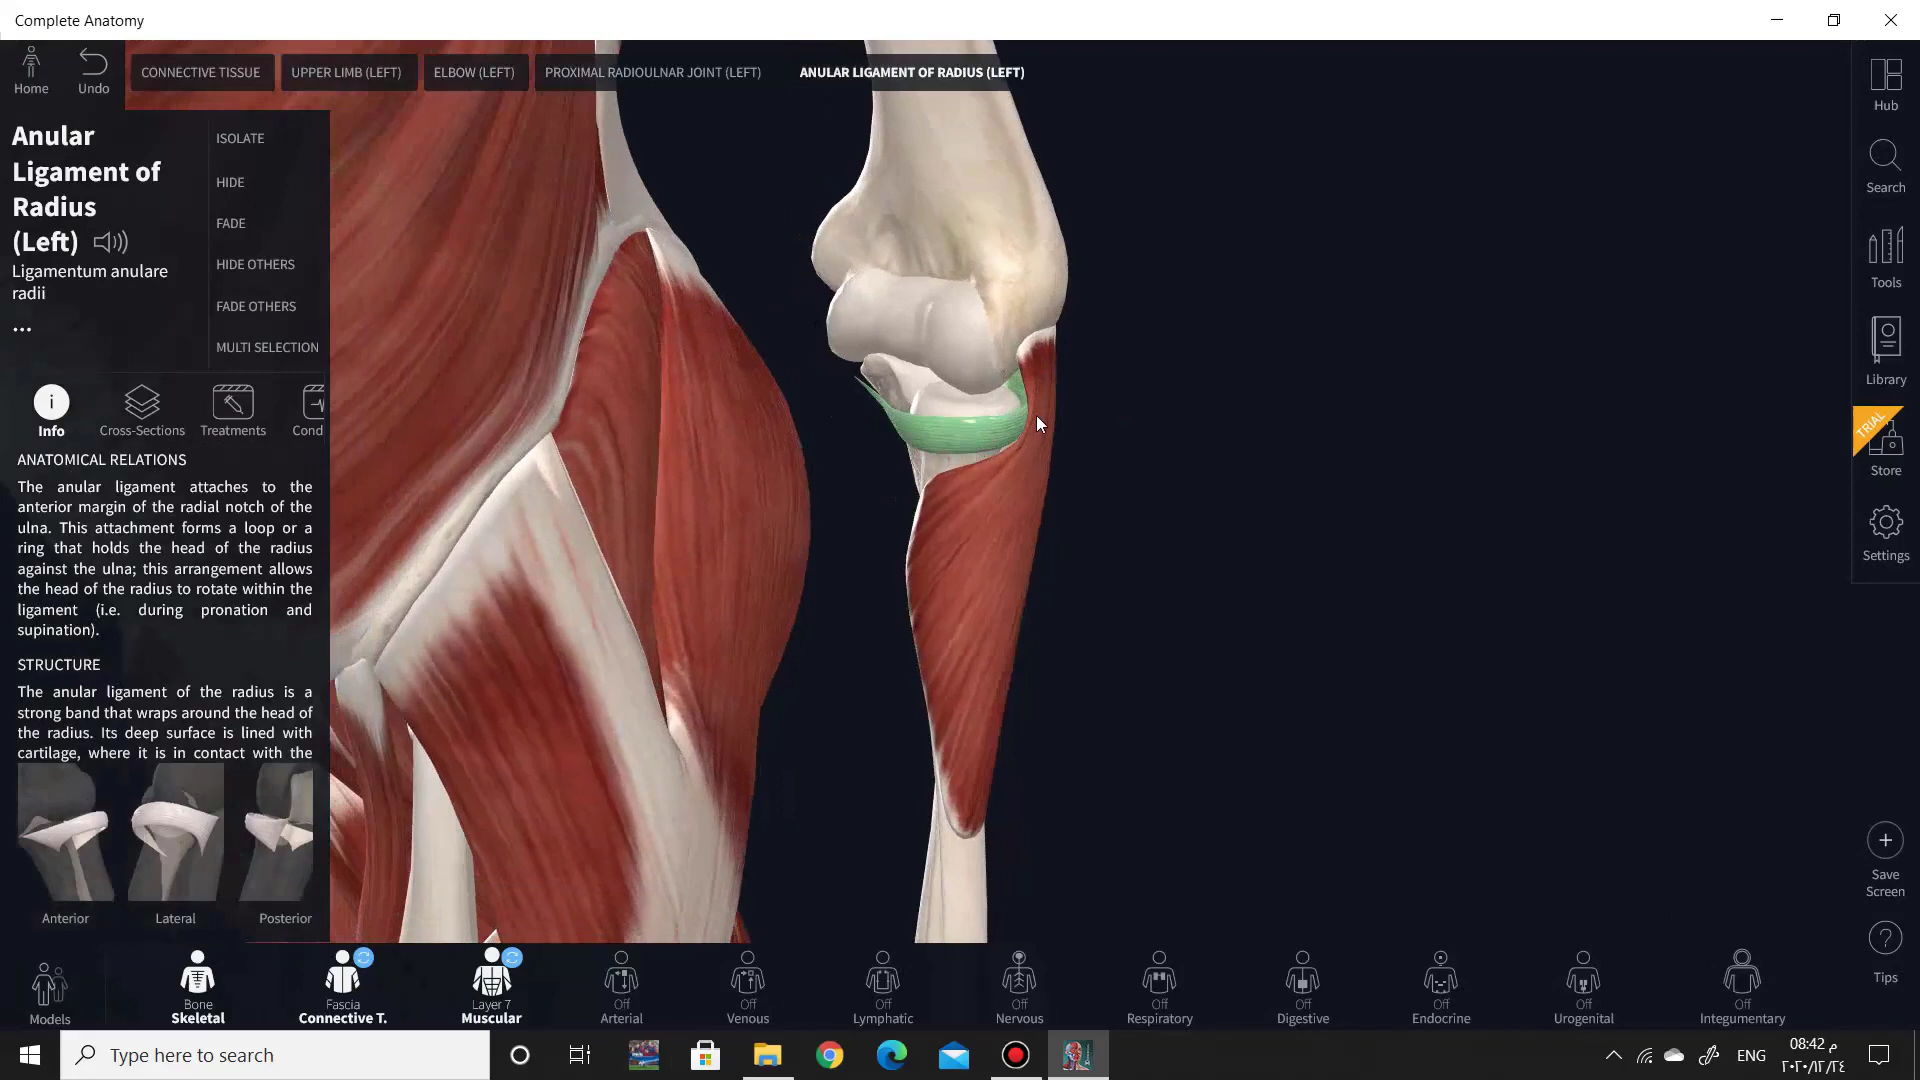 Complete Anatomy
Home
Undo
CONNECTIVE TISSUE
UPPER LIMB (LEFT)
ELBOW (LEFT)
PROXIMAL RADIOULNAR JOINT (LEFT)
ANULAR LIGAMENT OF RADIUS (LEFT)
Anular
Ligament of
Radius
(Left)
Ligamentum anulare
radii
...
ISOLATE
HIDE
FADE
HIDE OTHERS
FADE OTHERS
MULTI SELECTION
Info
Cross-Sections
Treatments
Cond
ANATOMICAL RELATIONS
The anular ligament attaches to the
anterior margin of the radial notch of the
ulna. This attachment forms a loop or a
ring that holds the head of the radius
against the ulna; this arrangement allows
the head of the radius to rotate within the
ligament (i.e. during pronation and
supination).
STRUCTURE
The anular ligament of the radius is a
strong band that wraps around the head of
the radius. Its deep surface is lined with
cartilage, where it is in contact with the
Anterior
Lateral
Posterior
Hub
Search
Tools
Library
TRIAL
Store
Settings
Save
Screen
Tips
Models
Bone
Skeletal
Fascia
Connective T.
Layer 7
Muscular
Off
Arterial
Off
Venous
Off
Lymphatic
Off
Nervous
Off
Respiratory
Off
Digestive
Off
Endocrine
Off
Urogenital
Off
Integumentary
Type here to search
ENG
08:42 م
٢٠٢٠/١٢/٢٤